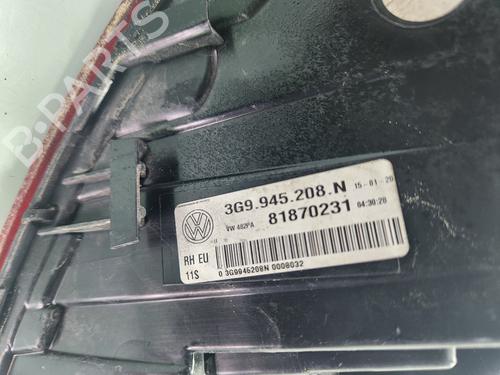 B-PARTS
3G9.945.208.N 15-01-20
VW 482PA 81870231 04:30:28
RH EU
11S 0 3G9945208N 0008032